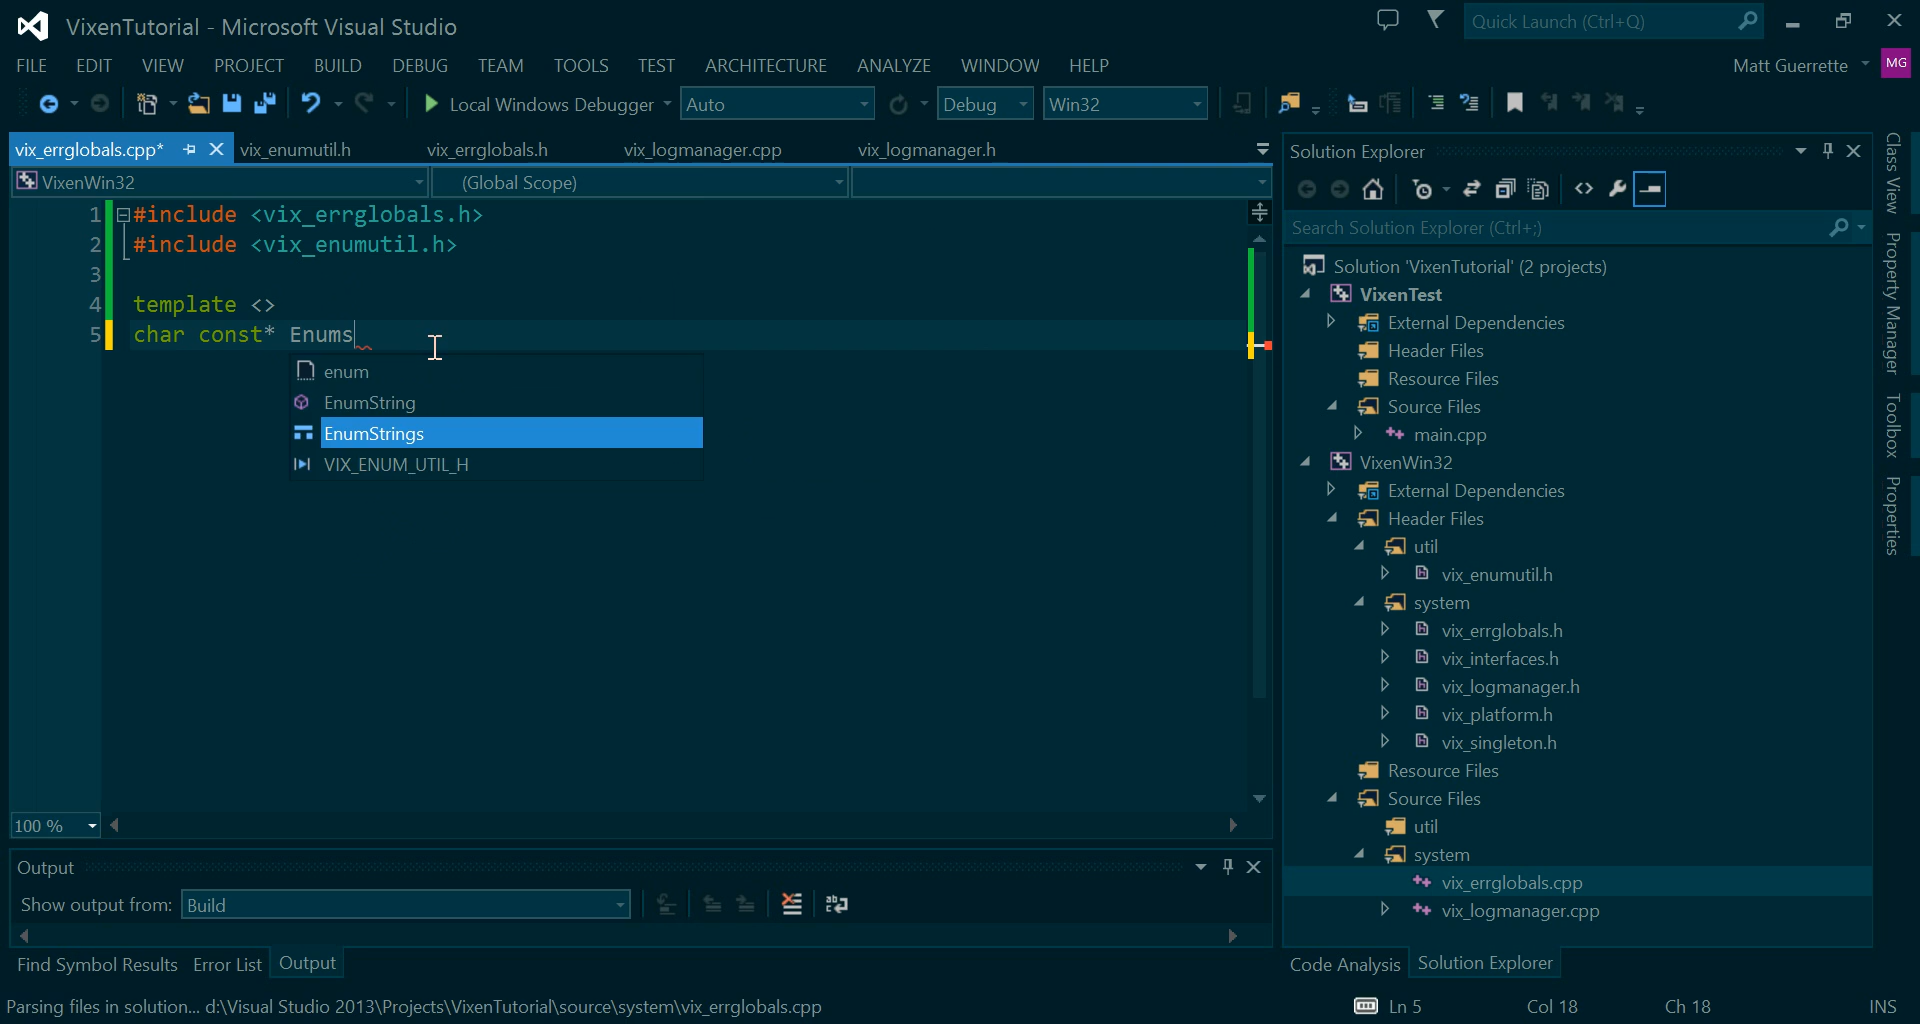 VixenTutorial - Microsoft Visual Studio
Quick Launch (Ctrl+Q)
FILE EDIT VIEW PROJECT BUILD DEBUG TEAM TOOLS TEST ARCHITECTURE ANALYZE WINDOW HELP
Matt Guerrette MG
Local Windows Debugger Auto Debug Win32
vix_errglobals.cpp* vix_enumutil.h vix_errglobals.h vix_logmanager.cpp vix_logmanager.h
VixenWin32 (Global Scope)
1 #include <vix_errglobals.h>
2 #include <vix_enumutil.h>
3
4 template <>
5 char const* Enums
enum
EnumString
EnumStrings
VIX_ENUM_UTIL_H
100 %
Output
Show output from: Build
Find Symbol Results Error List Output
Solution Explorer
Search Solution Explorer (Ctrl+;)
Solution 'VixenTutorial' (2 projects)
VixenTest
External Dependencies
Header Files
Resource Files
Source Files
main.cpp
VixenWin32
External Dependencies
Header Files
util
vix_enumutil.h
system
vix_errglobals.h
vix_interfaces.h
vix_logmanager.h
vix_platform.h
vix_singleton.h
Resource Files
Source Files
util
system
vix_errglobals.cpp
vix_logmanager.cpp
Code Analysis Solution Explorer
Class View
Property Manager
Toolbox
Properties
Parsing files in solution... d:\Visual Studio 2013\Projects\VixenTutorial\source\system\vix_errglobals.cpp
Ln 5 Col 18 Ch 18 INS